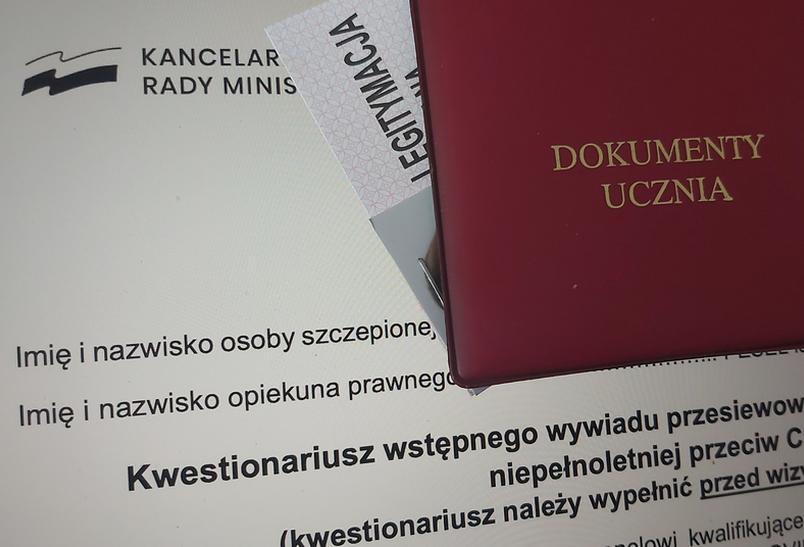 KANCELAR
RADY MINIS
LEGITYMACJA
DOKUMENTY
UCZNIA
Imię i nazwisko osoby szczepionej
Imię i nazwisko opiekuna prawnego
Kwestionariusz wstępnego wywiadu przesiewow
niepełnoletniej przeciw C
(kwestionariusz należy wypełnić przed wizy
kwalifikujące